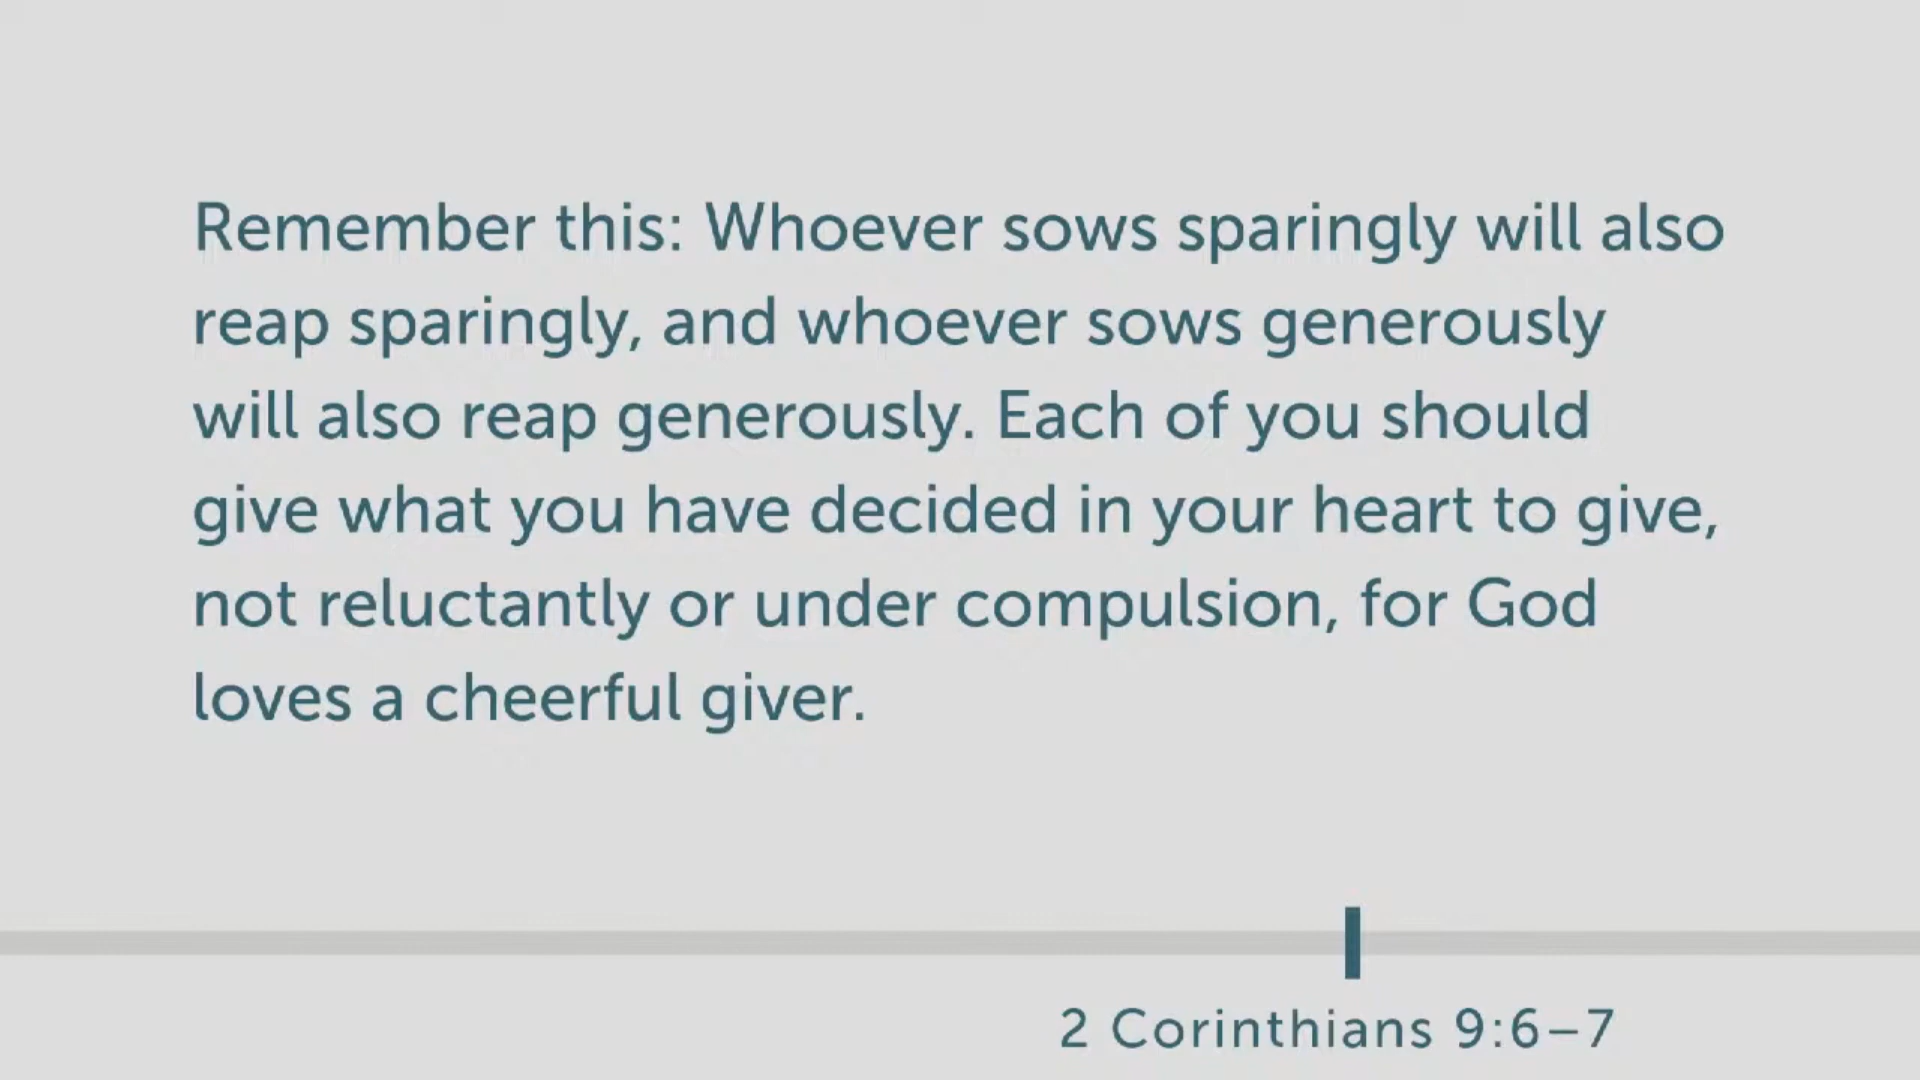 Remember this: Whoever sows sparingly will also
reap sparingly, and whoever sows generously
will also reap generously. Each of you should
give what you have decided in your heart to give,
not reluctantly or under compulsion, for God
loves a cheerful giver.
2 Corinthians 9:6–7